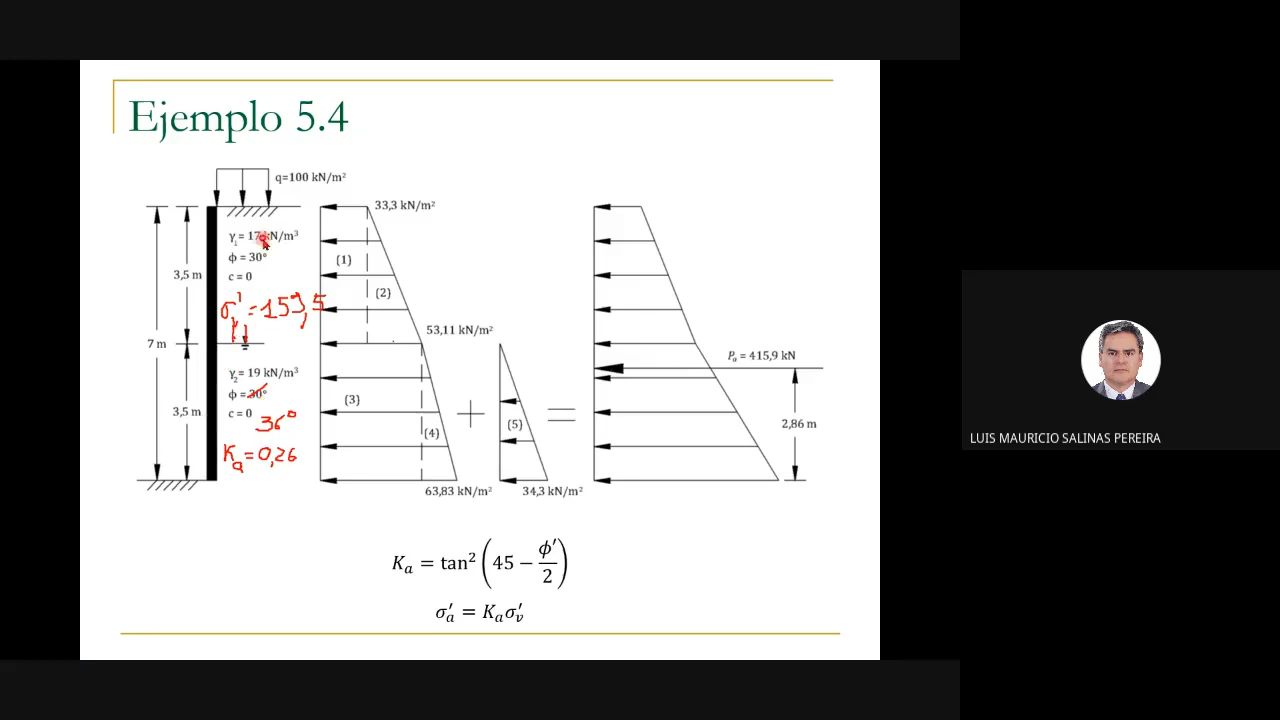 Ejemplo 5.4
q=100 kN/m²
33,3 kN/m²
γ₁ = 17 kN/m³
ϕ = 30°
c = 0
3,5 m
(1)
(2)
σ'ᵥ = 159,5
53,11 kN/m²
7 m
Pₐ = 415,9 kN
γ₂ = 19 kN/m³
ϕ = 30°
c = 0
36°
3,5 m
(3)
(4)
+
(5)
=
2,86 m
Kₐ = 0,26
63,83 kN/m²
34,3 kN/m²
Kₐ = tan² (45 − ϕ′/2)
σ′ₐ = Kₐσ′ᵥ
LUIS MAURICIO SALINAS PEREIRA